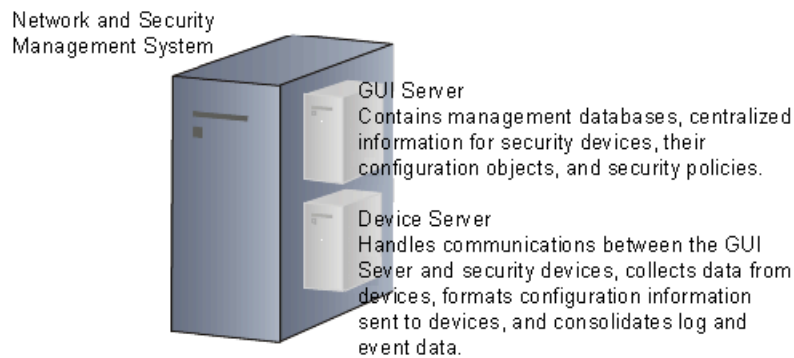 Network and Security
Management System
GUI Server
Contains management databases, centralized
information for security devices, their
configuration objects, and security policies.
Device Server
Handles communications between the GUI
Sever and security devices, collects data from
devices, formats configuration information
sent to devices, and consolidates log and
event data.